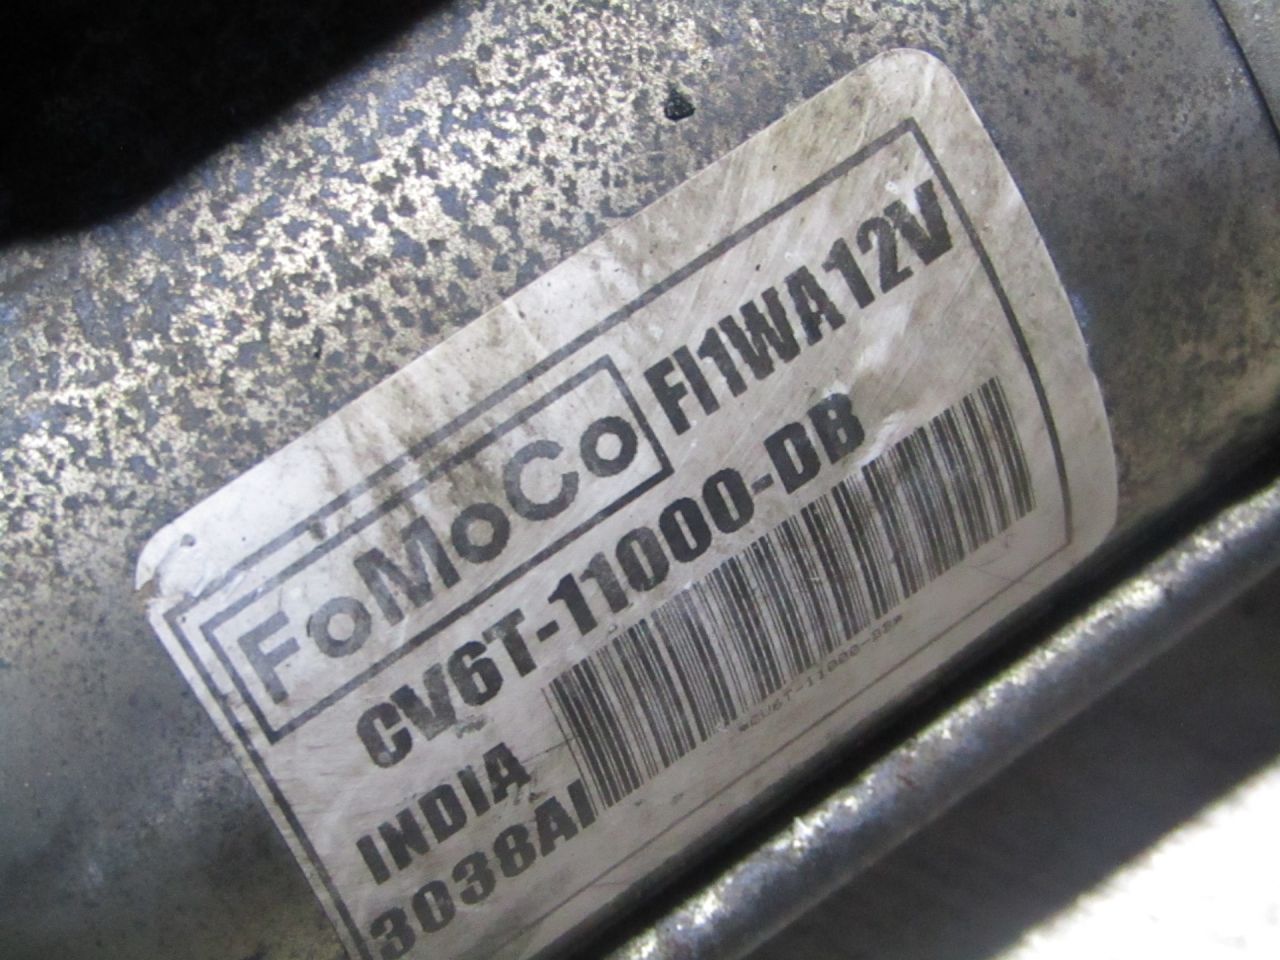 FoMoCo FI1WA12V
CV6T-11000-DB
INDIA
3038AI